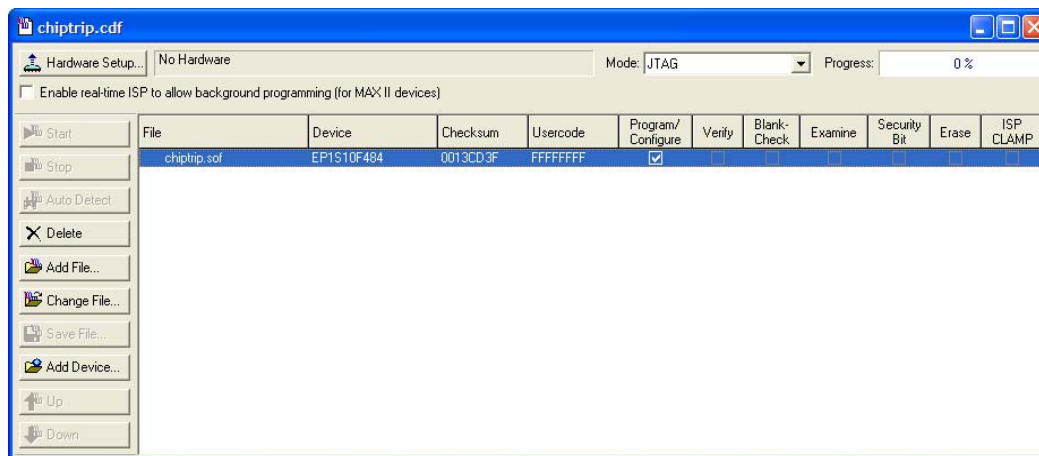 chiptrip.cdf
Hardware Setup... No Hardware Mode: JTAG Progress: 0 %
Enable real-time ISP to allow background programming (for MAX II devices)
Start
Stop
Auto Detect
Delete
Add File...
Change File...
Save File...
Add Device...
Up
Down
File Device Checksum Usercode Program/ Configure Verify Blank- Check Examine Security Bit Erase ISP CLAMP
chiptrip.sof EP1S10F484 0013CD3F FFFFFFFF